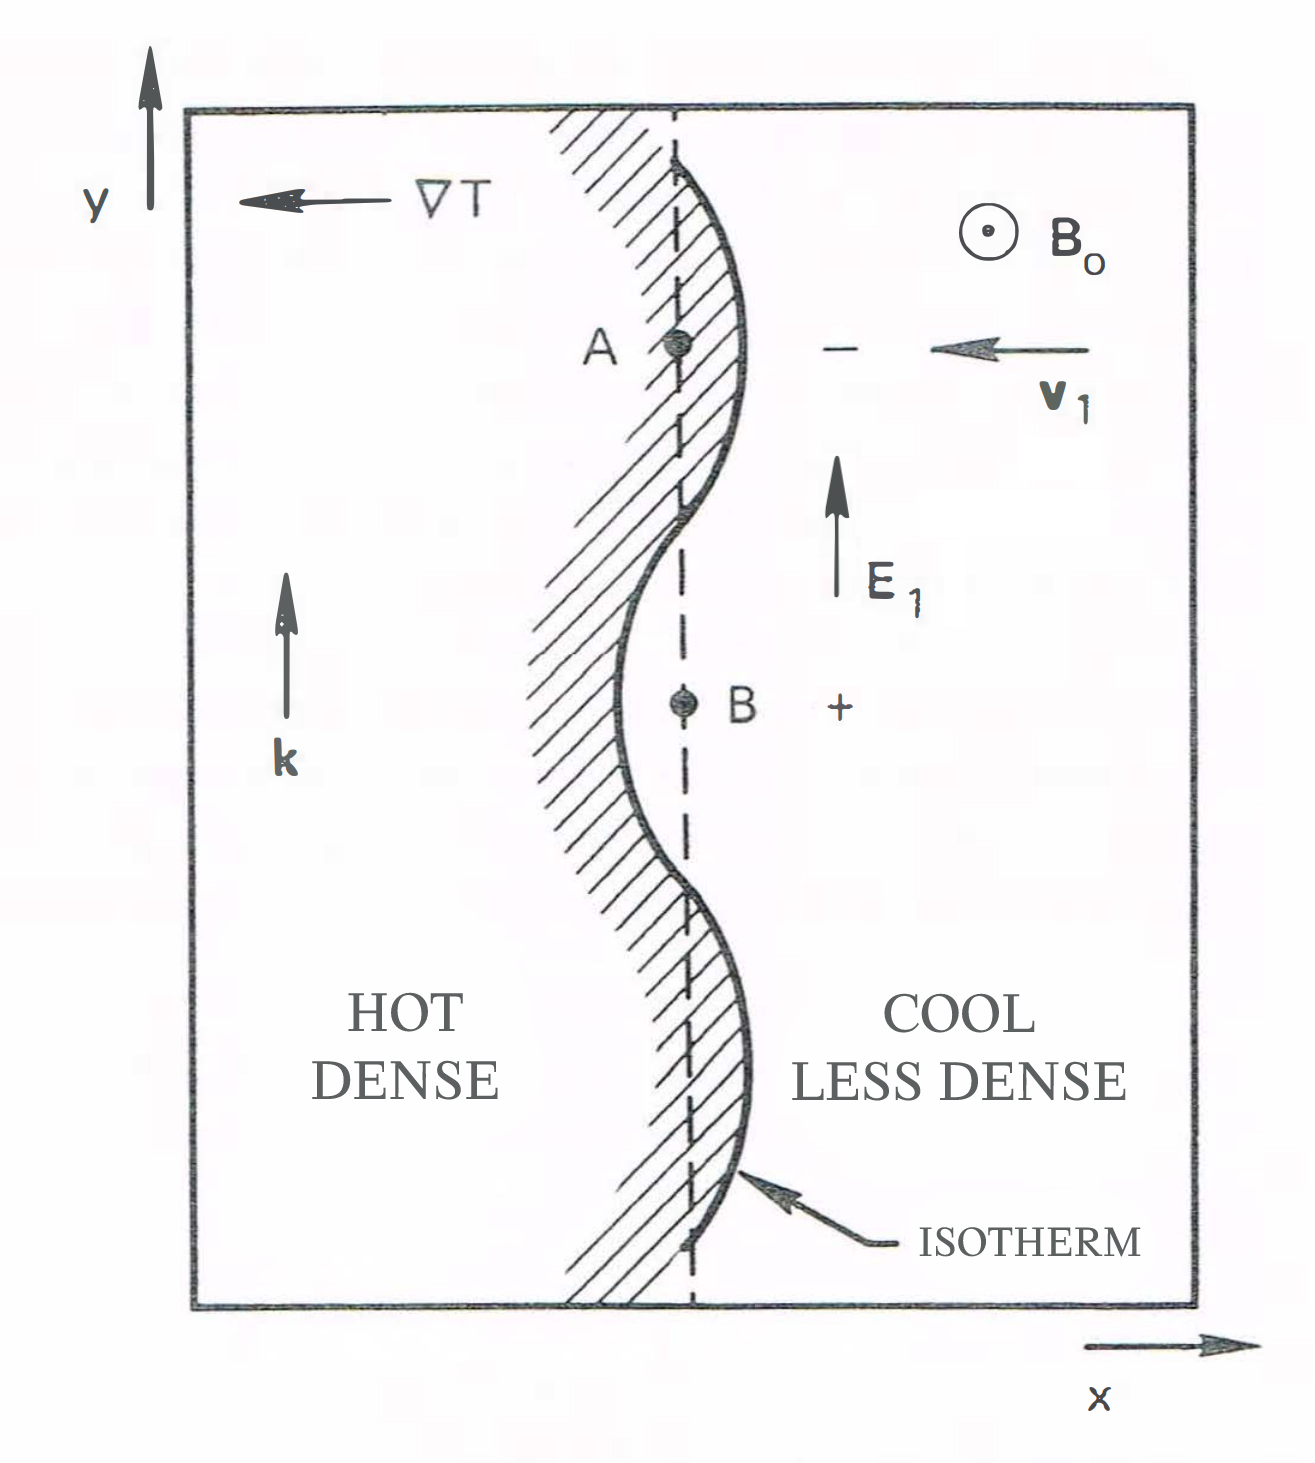 y
∇T
B₀
A
−
v₁
E₁
k
B
+
HOT
DENSE
COOL
LESS DENSE
ISOTHERM
x